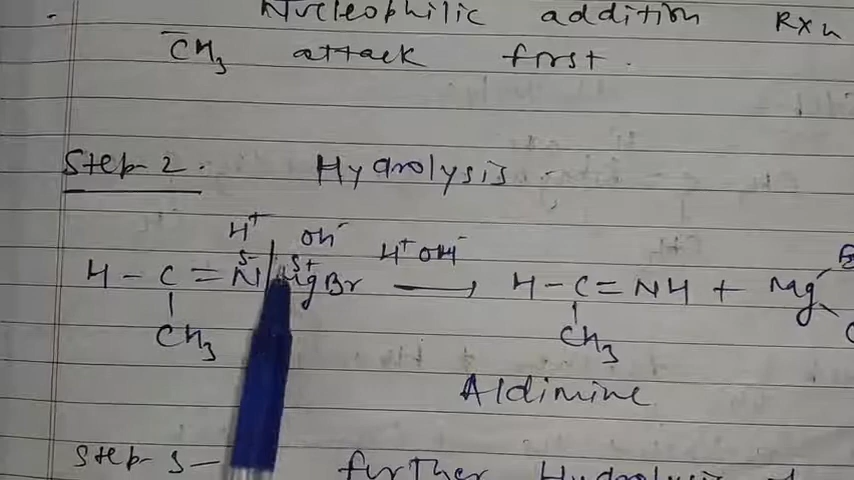 Nucleophilic addition Rxn
C̅H3 attack first.
Step-2. Hydrolysis -
H+ OH-
δ- δ+ H+ OH-
H - C = N MgBr → H - C = NH + Mg
CH3 CH3
Aldimine
Step-3- further